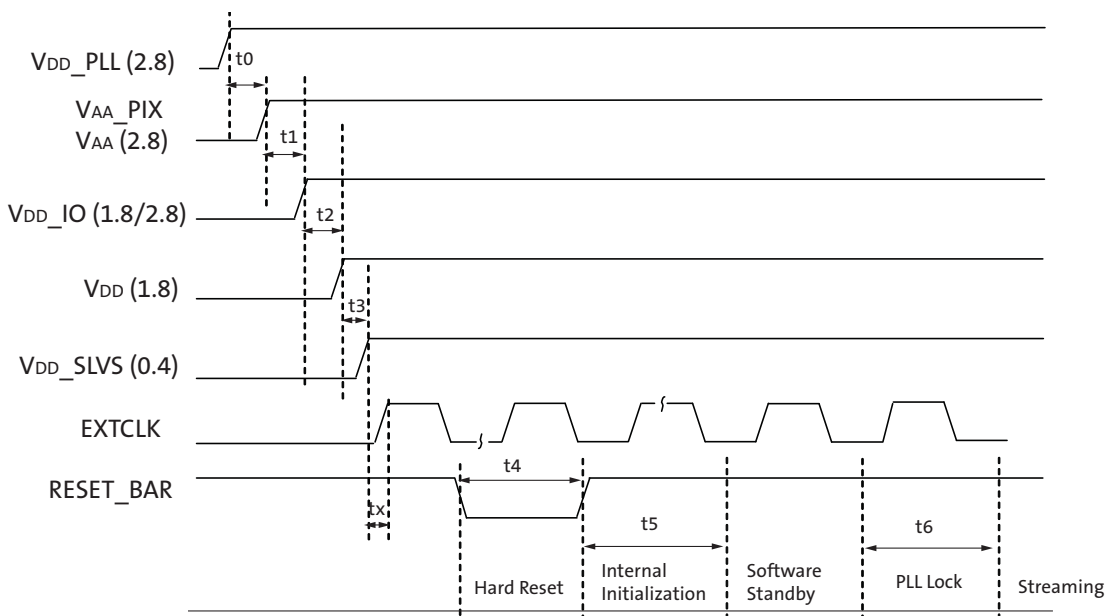 VDD_PLL (2.8)
t0
VAA_PIX
VAA (2.8)
t1
VDD_IO (1.8/2.8)
t2
VDD (1.8)
t3
VDD_SLVS (0.4)
EXTCLK
RESET_BAR
t4
tx
t5
t6
Hard Reset
Internal
Initialization
Software
Standby
PLL Lock
Streaming